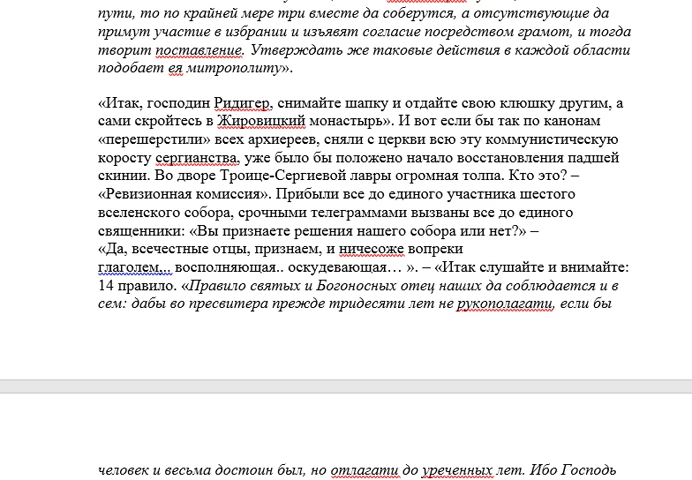 пути, то по крайней мере три вместе да соберутся, а отсутствующие да
примут участие в избрании и изъявят согласие посредством грамот, и тогда
творит поставление. Утверждать же таковые действия в каждой области
подобает ея митрополиту».
«Итак, господин Ридигер, снимайте шапку и отдайте свою клюшку другим, а
сами скройтесь в Жировицкий монастырь». И вот если бы так по канонам
«перешерстили» всех архиереев, сняли с церкви всю эту коммунистическую
коросту сергианства, уже было бы положено начало восстановления падшей
скинии. Во дворе Троице-Сергиевой лавры огромная толпа. Кто это? –
«Ревизионная комиссия». Прибыли все до единого участника шестого
вселенского собора, срочными телеграммами вызваны все до единого
священники: «Вы признаете решения нашего собора или нет?» –
«Да, всечестные отцы, признаем, и ничесоже вопреки
глаголем,.. восполняющая.. оскудевающая… ». – «Итак слушайте и внимайте:
14 правило. «Правило святых и Богоносных отец наших да соблюдается и в
сем: дабы во пресвитера прежде тридесяти лет не рукополагати, если бы
человек и весьма достоин был, но отлагати до уреченных лет. Ибо Господь